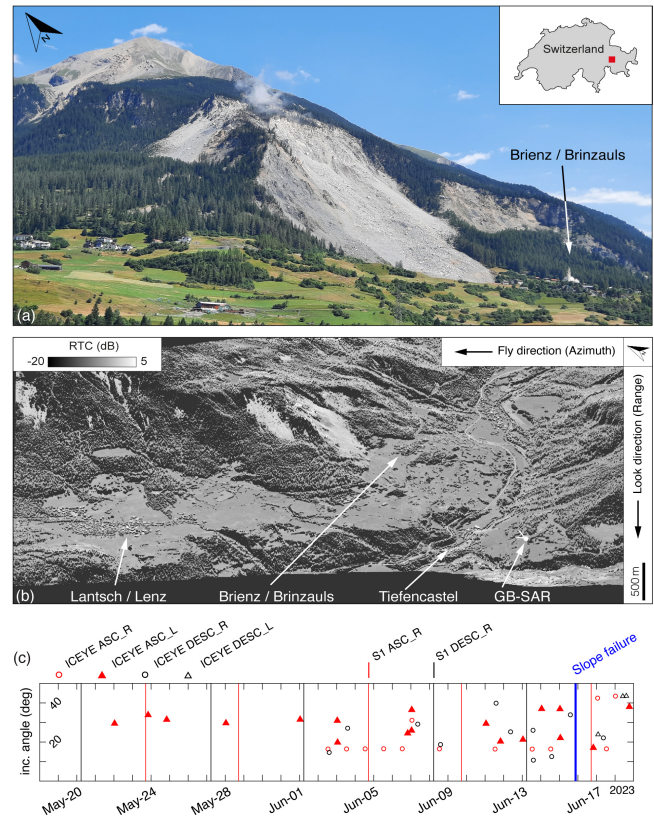 N
Switzerland
Brienz / Brinzauls
(a)
RTC (dB)
-20 5
Fly direction (Azimuth)
Look direction (Range)
500 m
Lantsch / Lenz
Brienz / Brinzauls
Tiefencastel
GB-SAR
(b)
(c)
ICEYE ASC_R
ICEYE ASC_L
ICEYE DESC_R
ICEYE DESC_L
S1 ASC_R
S1 DESC_R
Slope failure
inc. angle (deg)
40
20
May-20
May-24
May-28
Jun-01
Jun-05
Jun-09
Jun-13
Jun-17
2023